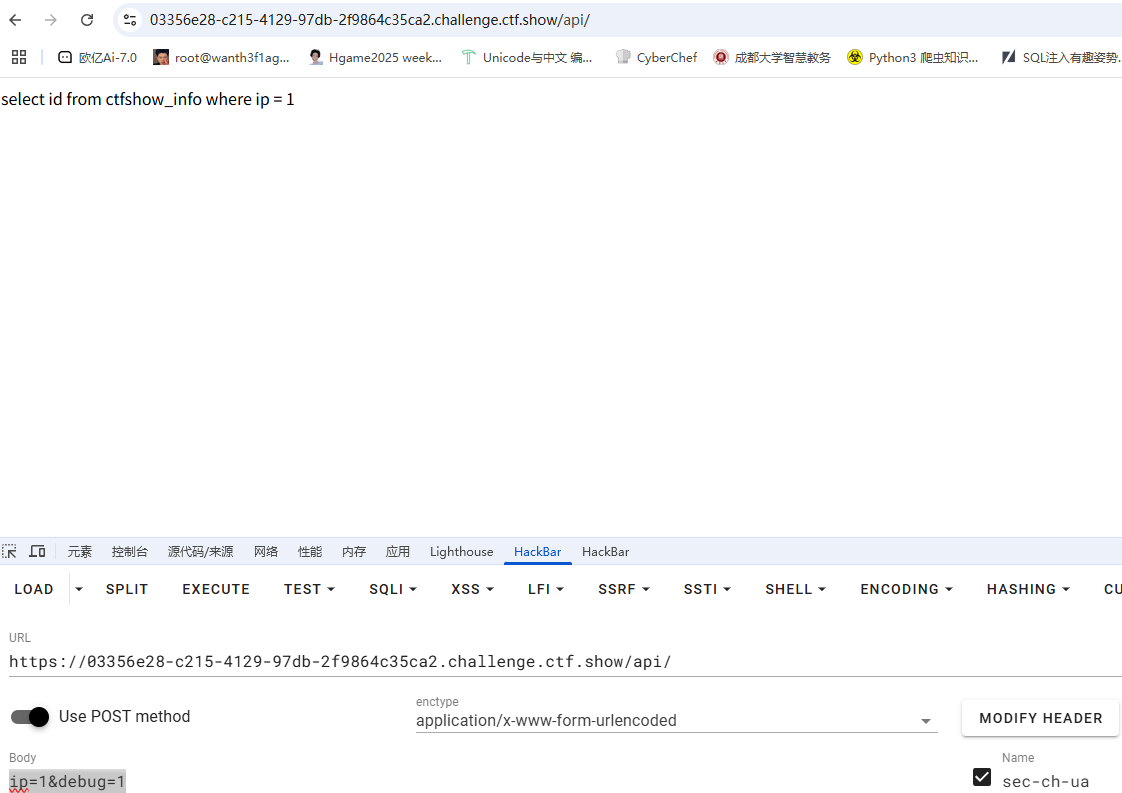 03356e28-c215-4129-97db-2f9864c35ca2.challenge.ctf.show/api/
欧亿Ai-7.0 root@wanth3f1ag... Hgame2025 week... Unicode与中文 编... CyberChef 成都大学智慧教务 Python3 爬虫知识... SQL注入有趣姿势.
select id from ctfshow_info where ip = 1
元素 控制台 源代码/来源 网络 性能 内存 应用 Lighthouse HackBar HackBar
LOAD SPLIT EXECUTE TEST SQLI XSS LFI SSRF SSTI SHELL ENCODING HASHING CU
URL
https://03356e28-c215-4129-97db-2f9864c35ca2.challenge.ctf.show/api/
Use POST method
enctype
application/x-www-form-urlencoded
MODIFY HEADER
Body
ip=1&debug=1
Name
sec-ch-ua